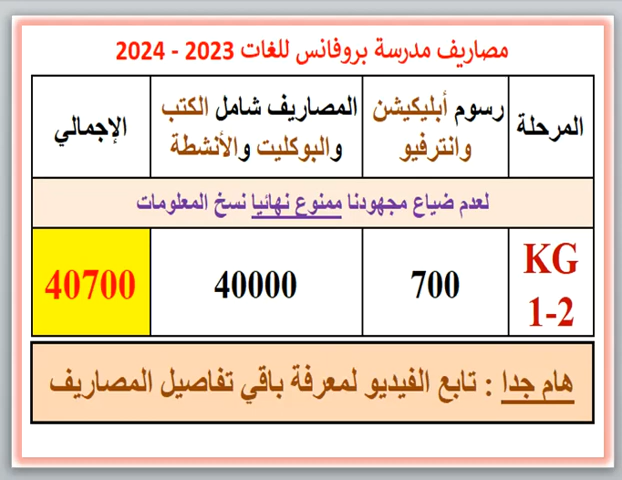 مصاريف مدرسة بروفانس للغات 2023 - 2024
المرحلة
رسوم أبليكيشن
وانترفيو
المصاريف شامل الكتب
والبوكليت والأنشطة
الإجمالي
لعدم ضياع مجهودنا ممنوع نهائيا نسخ المعلومات
KG
1-2
700
40000
40700
هام جدا : تابع الفيديو لمعرفة باقي تفاصيل المصاريف